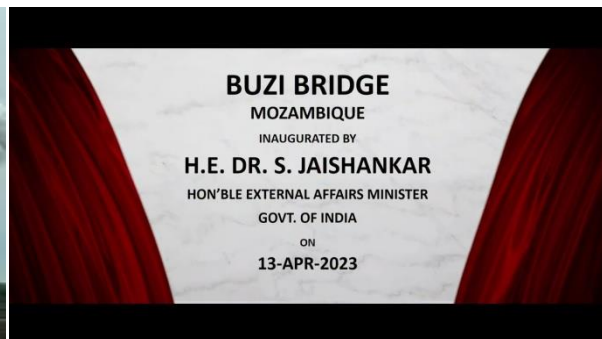 BUZI BRIDGE
MOZAMBIQUE
INAUGURATED BY
H.E. DR. S. JAISHANKAR
HON'BLE EXTERNAL AFFAIRS MINISTER
GOVT. OF INDIA
ON
13-APR-2023